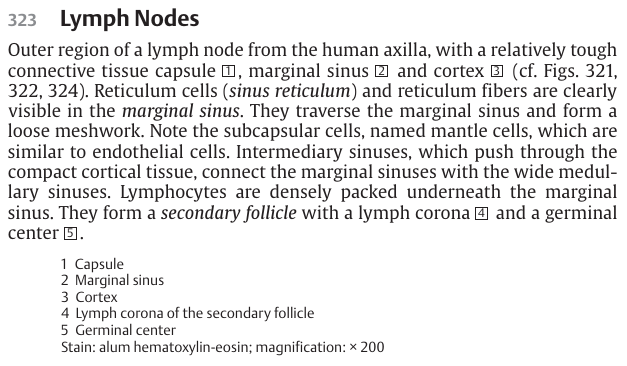 323 Lymph Nodes
Outer region of a lymph node from the human axilla, with a relatively tough
connective tissue capsule 1, marginal sinus 2 and cortex 3 (cf. Figs. 321,
322, 324). Reticulum cells (sinus reticulum) and reticulum fibers are clearly
visible in the marginal sinus. They traverse the marginal sinus and form a
loose meshwork. Note the subcapsular cells, named mantle cells, which are
similar to endothelial cells. Intermediary sinuses, which push through the
compact cortical tissue, connect the marginal sinuses with the wide medul-
lary sinuses. Lymphocytes are densely packed underneath the marginal
sinus. They form a secondary follicle with a lymph corona 4 and a germinal
center 5.
1 Capsule
2 Marginal sinus
3 Cortex
4 Lymph corona of the secondary follicle
5 Germinal center
Stain: alum hematoxylin-eosin; magnification: × 200